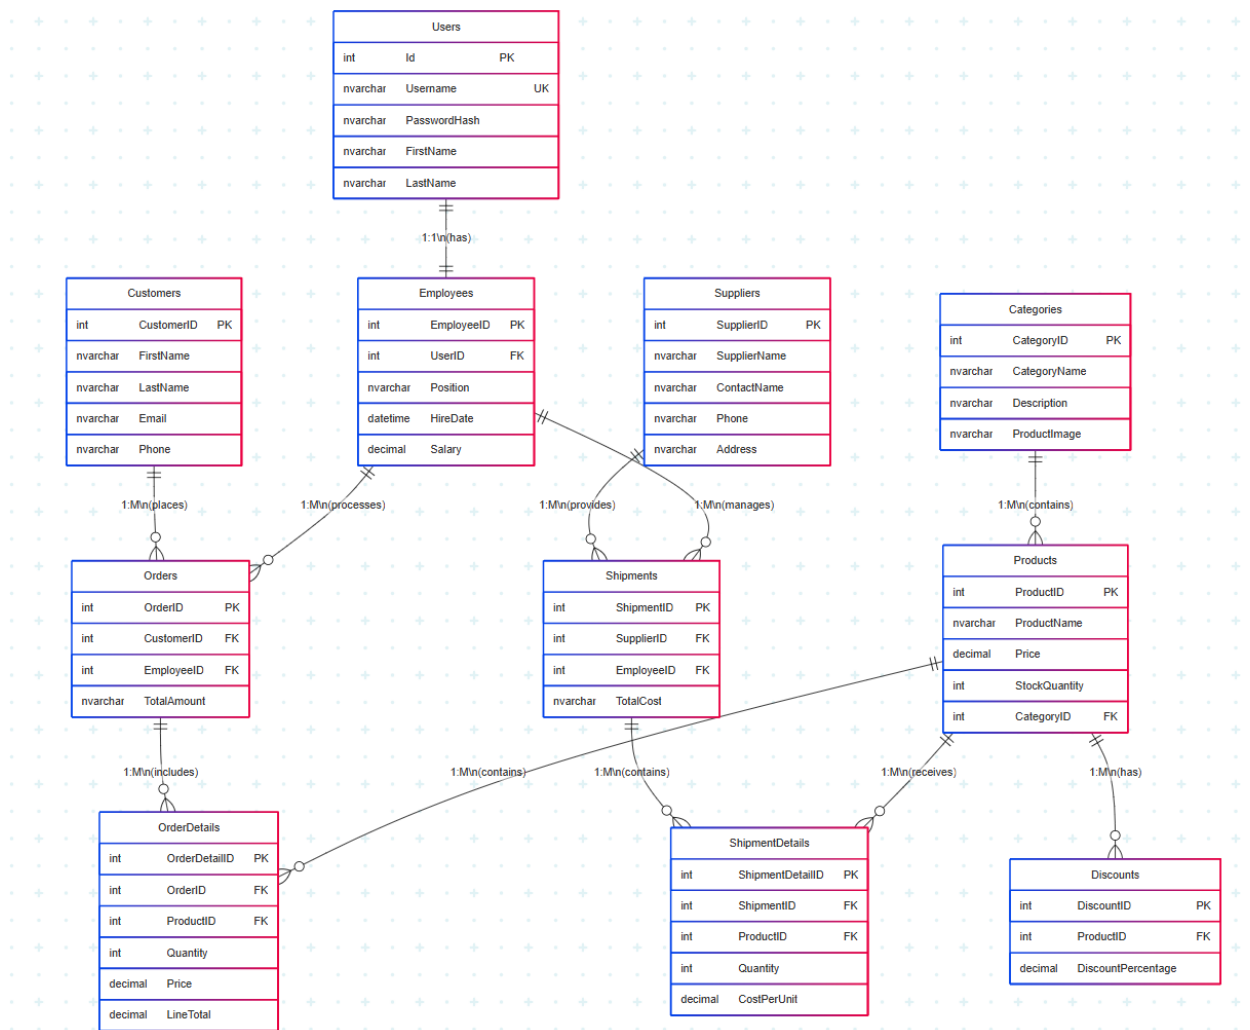 Users
int Id PK
nvarchar Username UK
nvarchar PasswordHash
nvarchar FirstName
nvarchar LastName
1:1\n(has)
Customers
int CustomerID PK
nvarchar FirstName
nvarchar LastName
nvarchar Email
nvarchar Phone
Employees
int EmployeeID PK
int UserID FK
nvarchar Position
datetime HireDate
decimal Salary
Suppliers
int SupplierID PK
nvarchar SupplierName
nvarchar ContactName
nvarchar Phone
nvarchar Address
Categories
int CategoryID PK
nvarchar CategoryName
nvarchar Description
nvarchar ProductImage
1:M\n(places)
1:M\n(processes)
1:M\n(provides)
1:M\n(manages)
1:M\n(contains)
Orders
int OrderID PK
int CustomerID FK
int EmployeeID FK
nvarchar TotalAmount
Shipments
int ShipmentID PK
int SupplierID FK
int EmployeeID FK
nvarchar TotalCost
Products
int ProductID PK
nvarchar ProductName
decimal Price
int StockQuantity
int CategoryID FK
1:M\n(includes)
1:M\n(contains)
1:M\n(contains)
1:M\n(receives)
1:M\n(has)
OrderDetails
int OrderDetailID PK
int OrderID FK
int ProductID FK
int Quantity
decimal Price
decimal LineTotal
ShipmentDetails
int ShipmentDetailID PK
int ShipmentID FK
int ProductID FK
int Quantity
decimal CostPerUnit
Discounts
int DiscountID PK
int ProductID FK
decimal DiscountPercentage